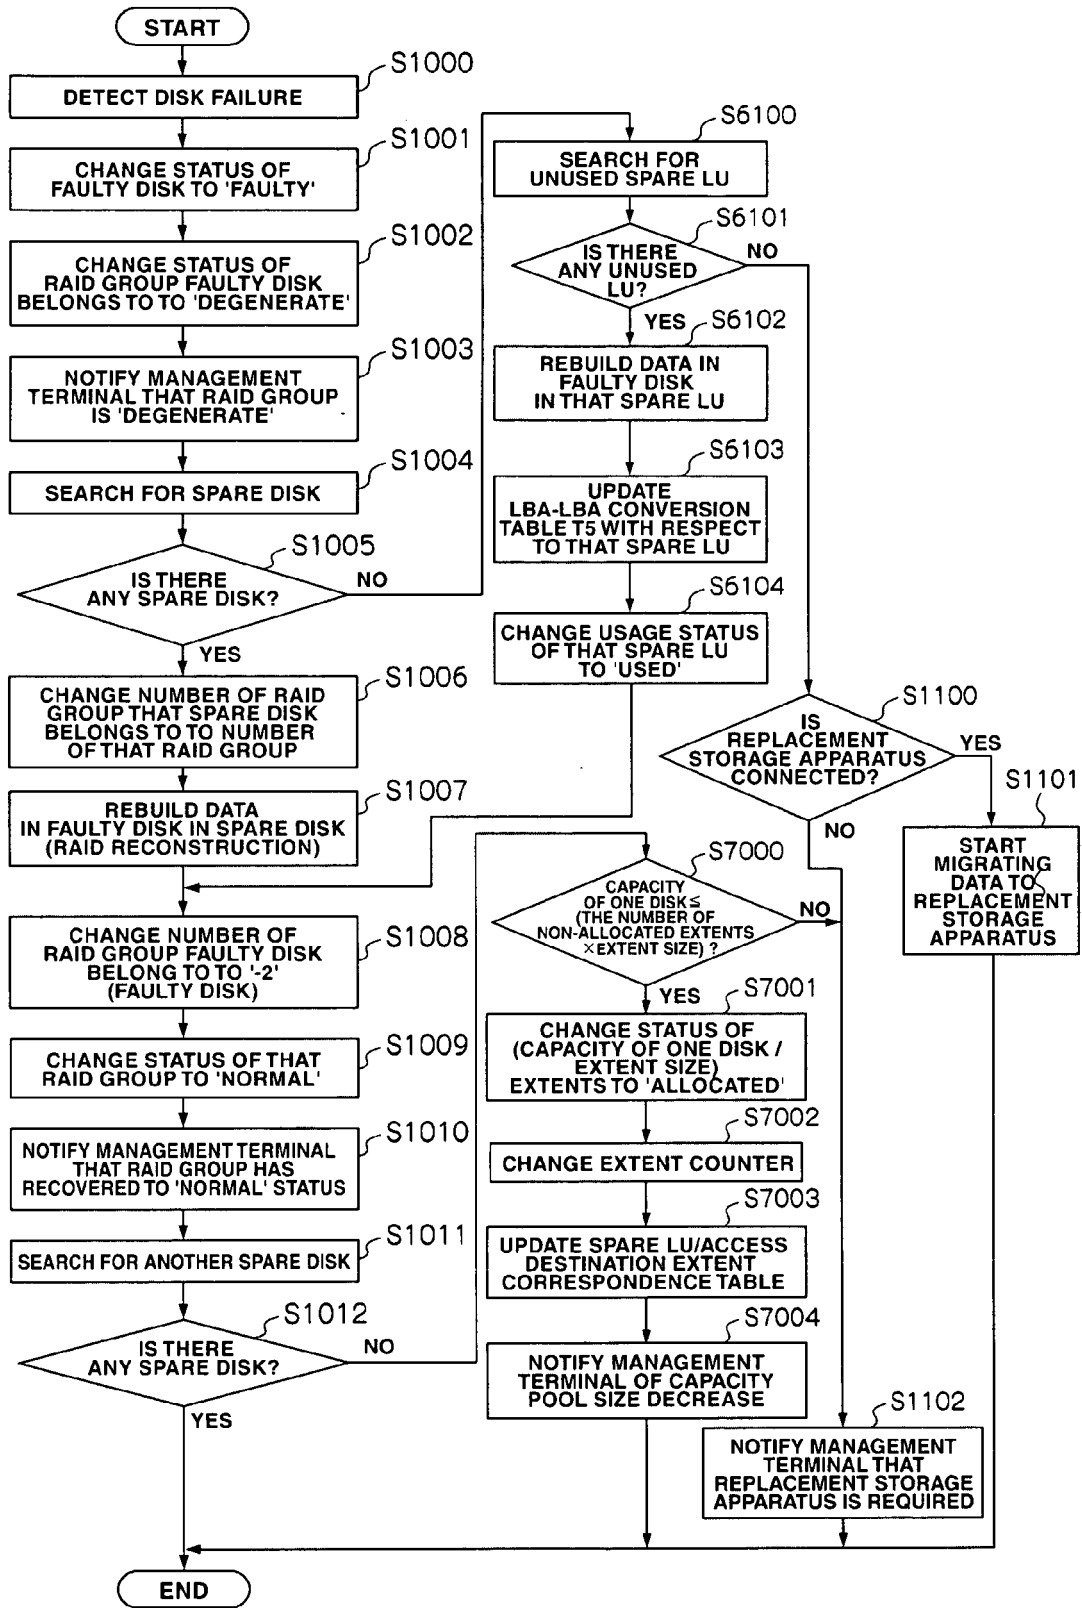 START
S1000
DETECT DISK FAILURE
S1001
CHANGE STATUS OF
FAULTY DISK TO 'FAULTY'
S1002
CHANGE STATUS OF
RAID GROUP FAULTY DISK
BELONGS TO TO 'DEGENERATE'
S1003
NOTIFY MANAGEMENT
TERMINAL THAT RAID GROUP
IS 'DEGENERATE'
S1004
SEARCH FOR SPARE DISK
S1005
IS THERE
ANY SPARE DISK?
NO
YES
S1006
CHANGE NUMBER OF RAID
GROUP THAT SPARE DISK
BELONGS TO TO NUMBER
OF THAT RAID GROUP
S1007
REBUILD DATA
IN FAULTY DISK IN SPARE DISK
(RAID RECONSTRUCTION)
S1008
CHANGE NUMBER OF
RAID GROUP FAULTY DISK
BELONG TO TO '-2'
(FAULTY DISK)
S1009
CHANGE STATUS OF THAT
RAID GROUP TO 'NORMAL'
S1010
NOTIFY MANAGEMENT TERMINAL
THAT RAID GROUP HAS
RECOVERED TO 'NORMAL' STATUS
S1011
SEARCH FOR ANOTHER SPARE DISK
S1012
IS THERE
ANY SPARE DISK?
NO
YES
END
S6100
SEARCH FOR
UNUSED SPARE LU
S6101
IS THERE
ANY UNUSED
LU?
NO
YES
S6102
REBUILD DATA IN
FAULTY DISK
IN THAT SPARE LU
S6103
UPDATE
LBA-LBA CONVERSION
TABLE T5 WITH RESPECT
TO THAT SPARE LU
S6104
CHANGE USAGE STATUS
OF THAT SPARE LU
TO 'USED'
S1100
IS
REPLACEMENT
STORAGE APPARATUS
CONNECTED?
YES
NO
S1101
START
MIGRATING
DATA TO
REPLACEMENT
STORAGE
APPARATUS
S7000
CAPACITY
OF ONE DISK≦
(THE NUMBER OF
NON-ALLOCATED EXTENTS
×EXTENT SIZE) ?
NO
YES
S7001
CHANGE STATUS OF
(CAPACITY OF ONE DISK /
EXTENT SIZE)
EXTENTS TO 'ALLOCATED'
S7002
CHANGE EXTENT COUNTER
S7003
UPDATE SPARE LU/ACCESS
DESTINATION EXTENT
CORRESPONDENCE TABLE
S7004
NOTIFY MANAGEMENT
TERMINAL OF CAPACITY
POOL SIZE DECREASE
S1102
NOTIFY MANAGEMENT
TERMINAL THAT
REPLACEMENT STORAGE
APPARATUS IS REQUIRED